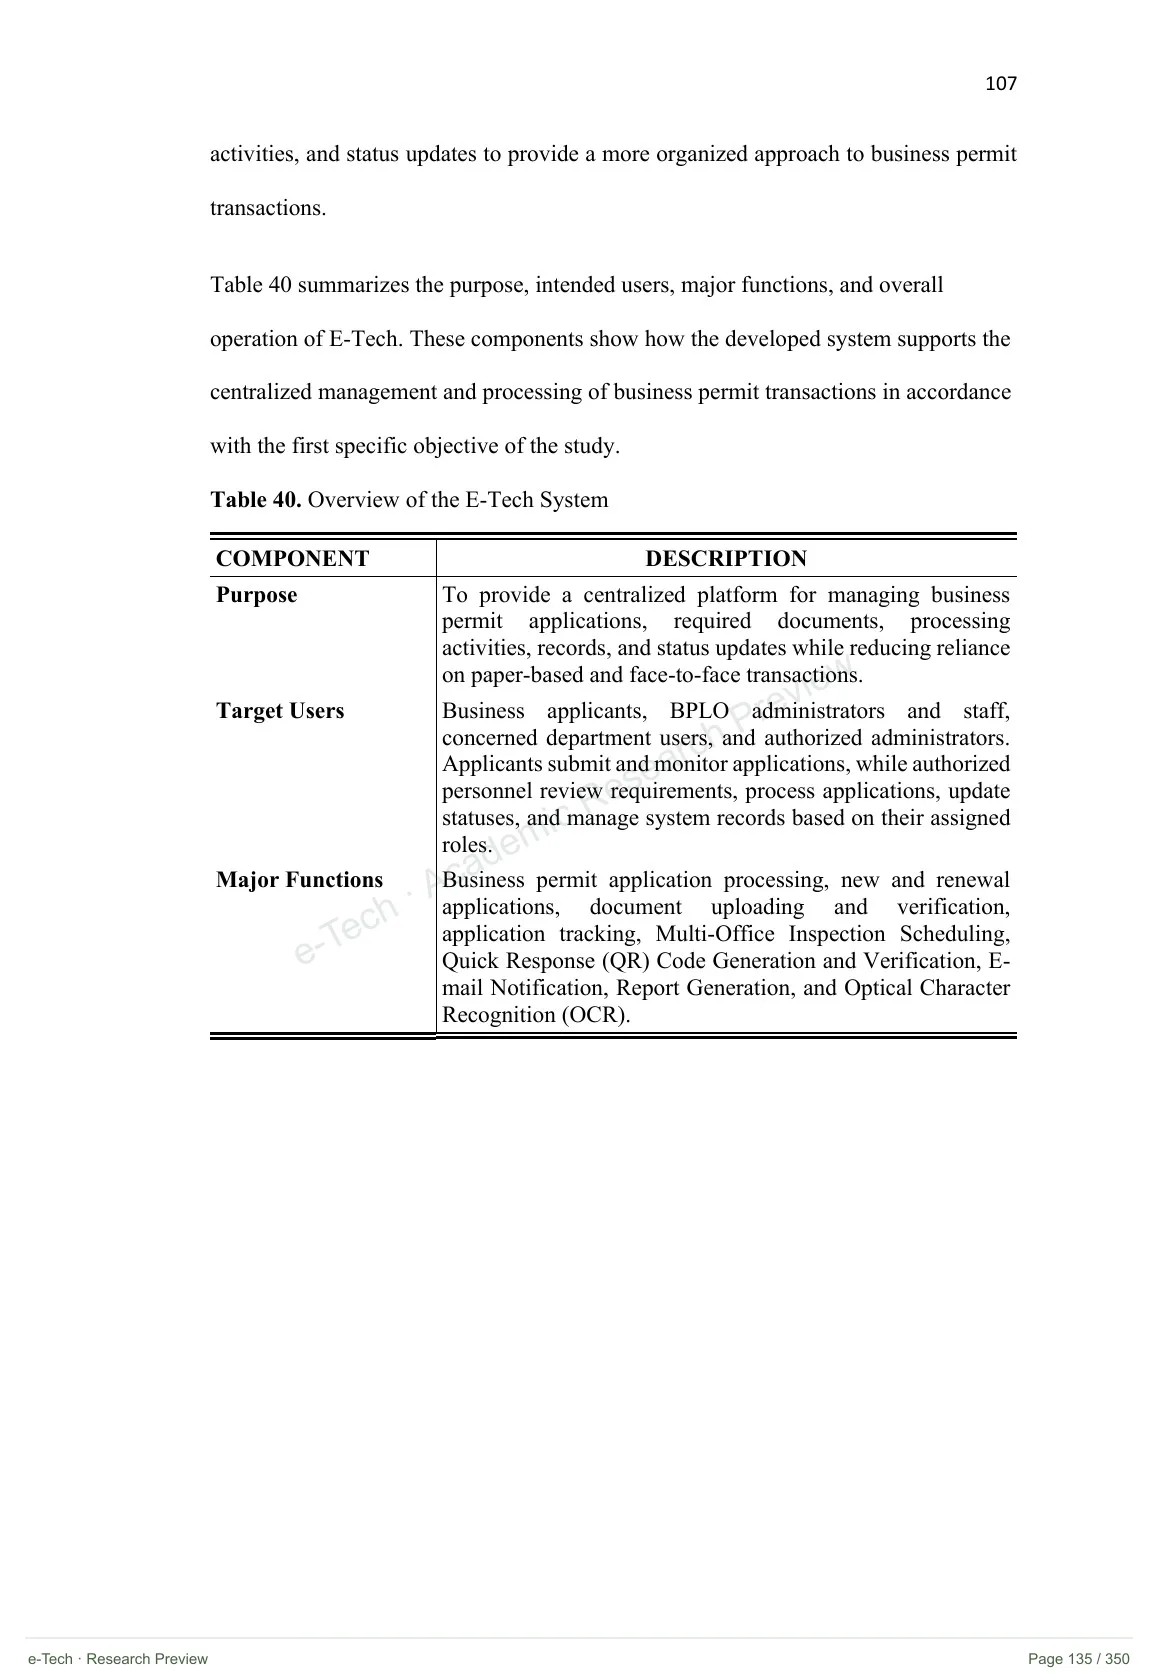 107
activities, and status updates to provide a more organized approach to business permit
transactions.
Table 40 summarizes the purpose, intended users, major functions, and overall
operation of E-Tech. These components show how the developed system supports the
centralized management and processing of business permit transactions in accordance
with the first specific objective of the study.
Table 40. Overview of the E-Tech System
COMPONENT DESCRIPTION
Purpose To provide a centralized platform for managing business
permit applications, required documents, processing
activities, records, and status updates while reducing reliance
on paper-based and face-to-face transactions.
Target Users Business applicants, BPLO administrators and staff,
concerned department users, and authorized administrators.
Applicants submit and monitor applications, while authorized
personnel review requirements, process applications, update
statuses, and manage system records based on their assigned
roles.
Major Functions Business permit application processing, new and renewal
applications, document uploading and verification,
application tracking, Multi-Office Inspection Scheduling,
Quick Response (QR) Code Generation and Verification, E-
mail Notification, Report Generation, and Optical Character
Recognition (OCR).
e-Tech · Academic Research Preview
e-Tech · Research Preview Page 135 / 350